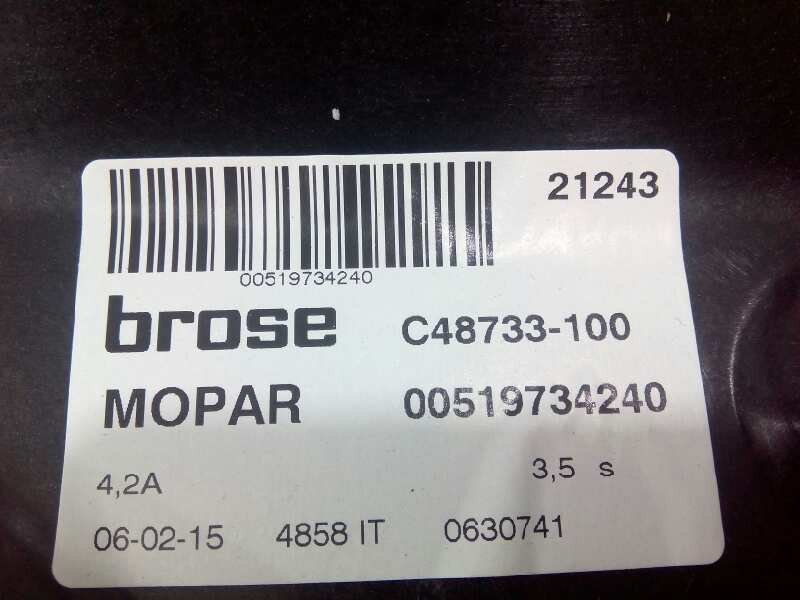 21243
00519734240
brose C48733-100
MOPAR 00519734240
4,2A 3,5 s
06-02-15 4858 IT 0630741